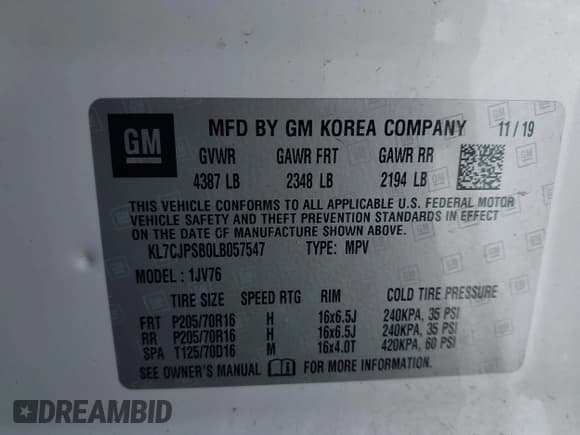 GM
MFD BY GM KOREA COMPANY 11/19
GVWR GAWR FRT GAWR RR
4387 LB 2348 LB 2194 LB
THIS VEHICLE CONFORMS TO ALL APPLICABLE U.S. FEDERAL MOTOR
VEHICLE SAFETY AND THEFT PREVENTION STANDARDS IN EFFECT
ON THE DATE OF MANUFACTURE SHOWN ABOVE.
KL7CJPSB0LB057547 TYPE: MPV
MODEL : 1JV76
TIRE SIZE SPEED RTG RIM COLD TIRE PRESSURE
FRT P205/70R16 H 16x6.5J 240KPA, 35 PSI
RR P205/70R16 H 16x6.5J 240KPA, 35 PSI
SPA T125/70D16 M 16x4.0T 420KPA, 60 PSI
SEE OWNER'S MANUAL FOR MORE INFORMATION
DREAMBID